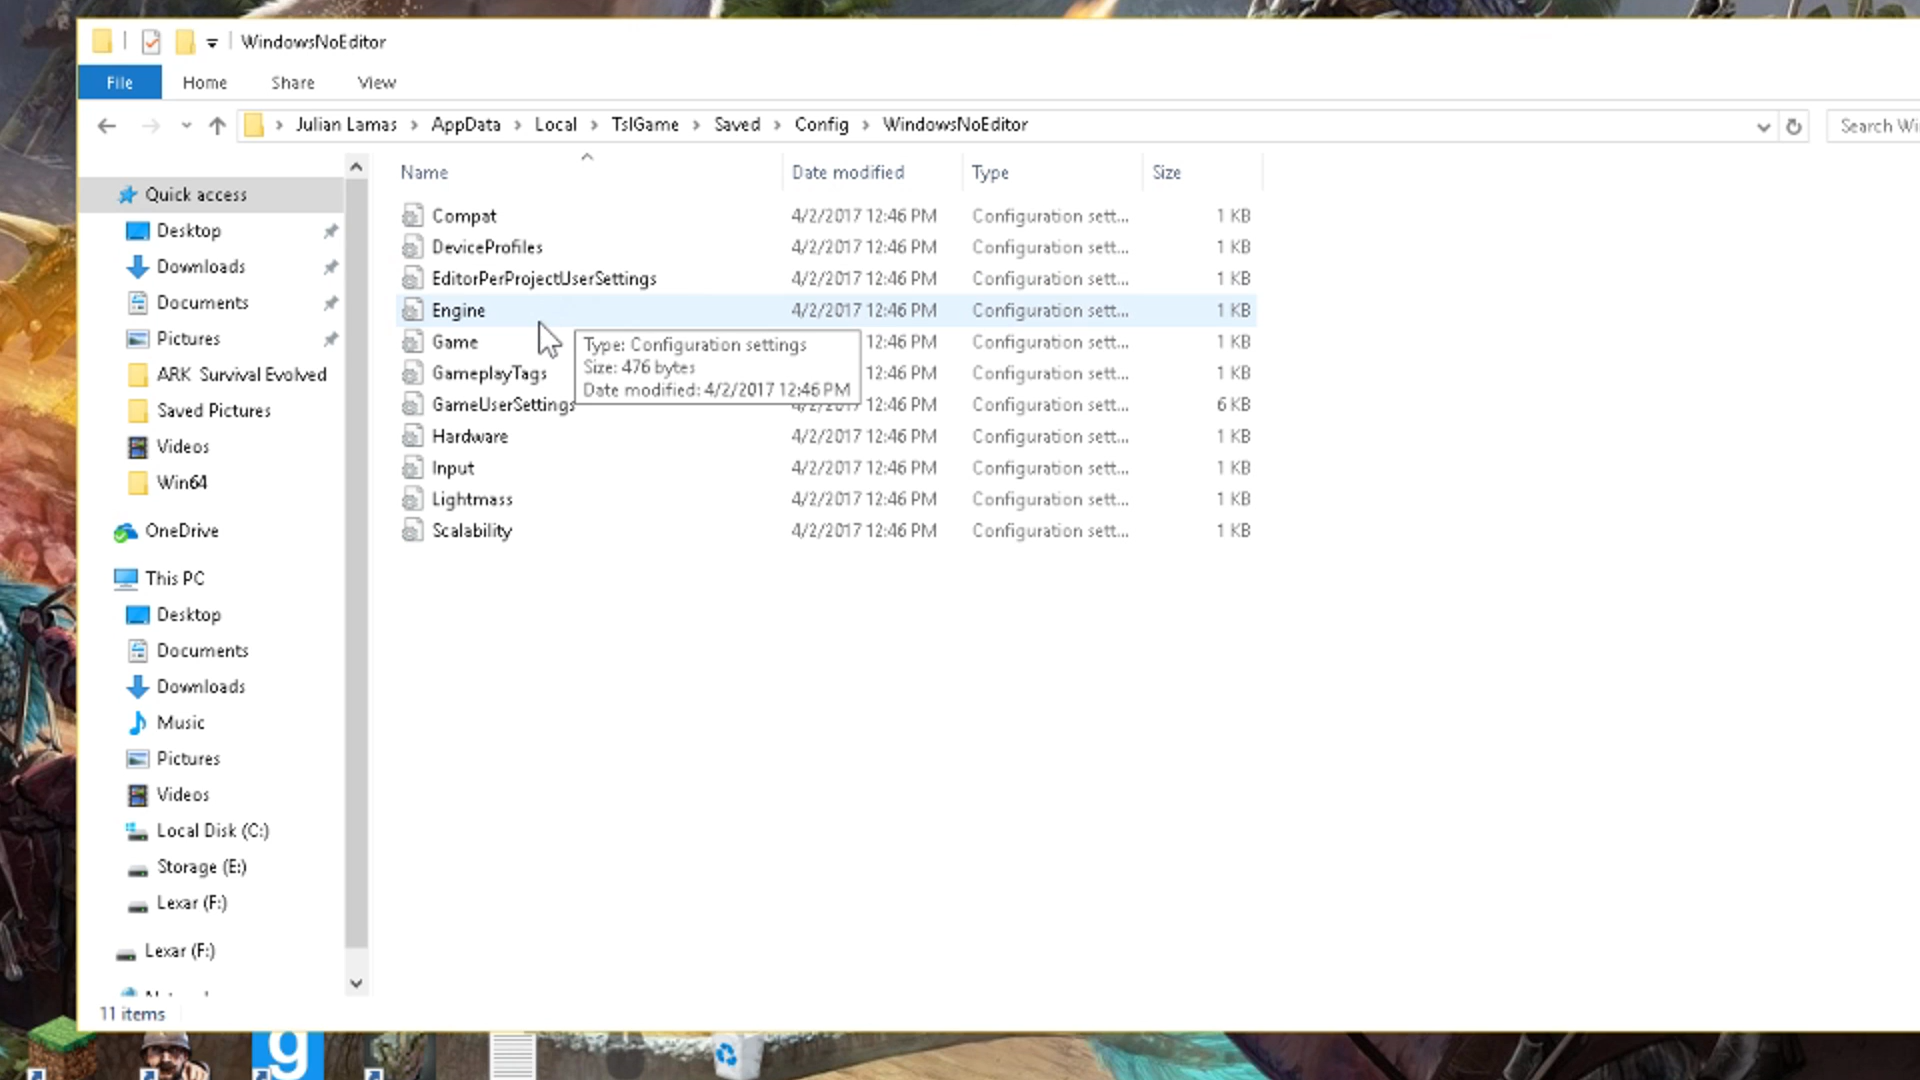 WindowsNoEditor
File Home Share View
Julian Lamas > AppData > Local > TslGame > Saved > Config > WindowsNoEditor
Search Wi
Name Date modified Type Size
Quick access
Desktop
Downloads
Documents
Pictures
ARK Survival Evolved
Saved Pictures
Videos
Win64
OneDrive
This PC
Desktop
Documents
Downloads
Music
Pictures
Videos
Local Disk (C:)
Storage (E:)
Lexar (F:)
Lexar (F:)
Compat 4/2/2017 12:46 PM Configuration sett... 1 KB
DeviceProfiles 4/2/2017 12:46 PM Configuration sett... 1 KB
EditorPerProjectUserSettings 4/2/2017 12:46 PM Configuration sett... 1 KB
Engine 4/2/2017 12:46 PM Configuration sett... 1 KB
Game 12:46 PM Configuration sett... 1 KB
GameplayTags 12:46 PM Configuration sett... 1 KB
GameUserSettings 4/2/2017 12:46 PM Configuration sett... 6 KB
Hardware 4/2/2017 12:46 PM Configuration sett... 1 KB
Input 4/2/2017 12:46 PM Configuration sett... 1 KB
Lightmass 4/2/2017 12:46 PM Configuration sett... 1 KB
Scalability 4/2/2017 12:46 PM Configuration sett... 1 KB
Type: Configuration settings
Size: 476 bytes
Date modified: 4/2/2017 12:46 PM
11 items
g